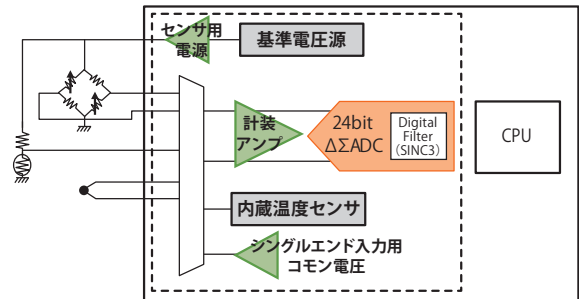 センサ用
電源
基準電圧源
計装
アンプ
24bit
ΔΣADC
Digital
Filter
(SINC3)
CPU
内蔵温度センサ
シングルエンド入力用
コモン電圧